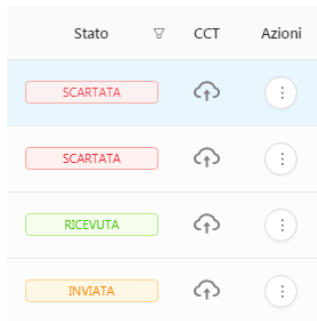 Stato CCT Azioni
SCARTATA
SCARTATA
RICEVUTA
INVIATA